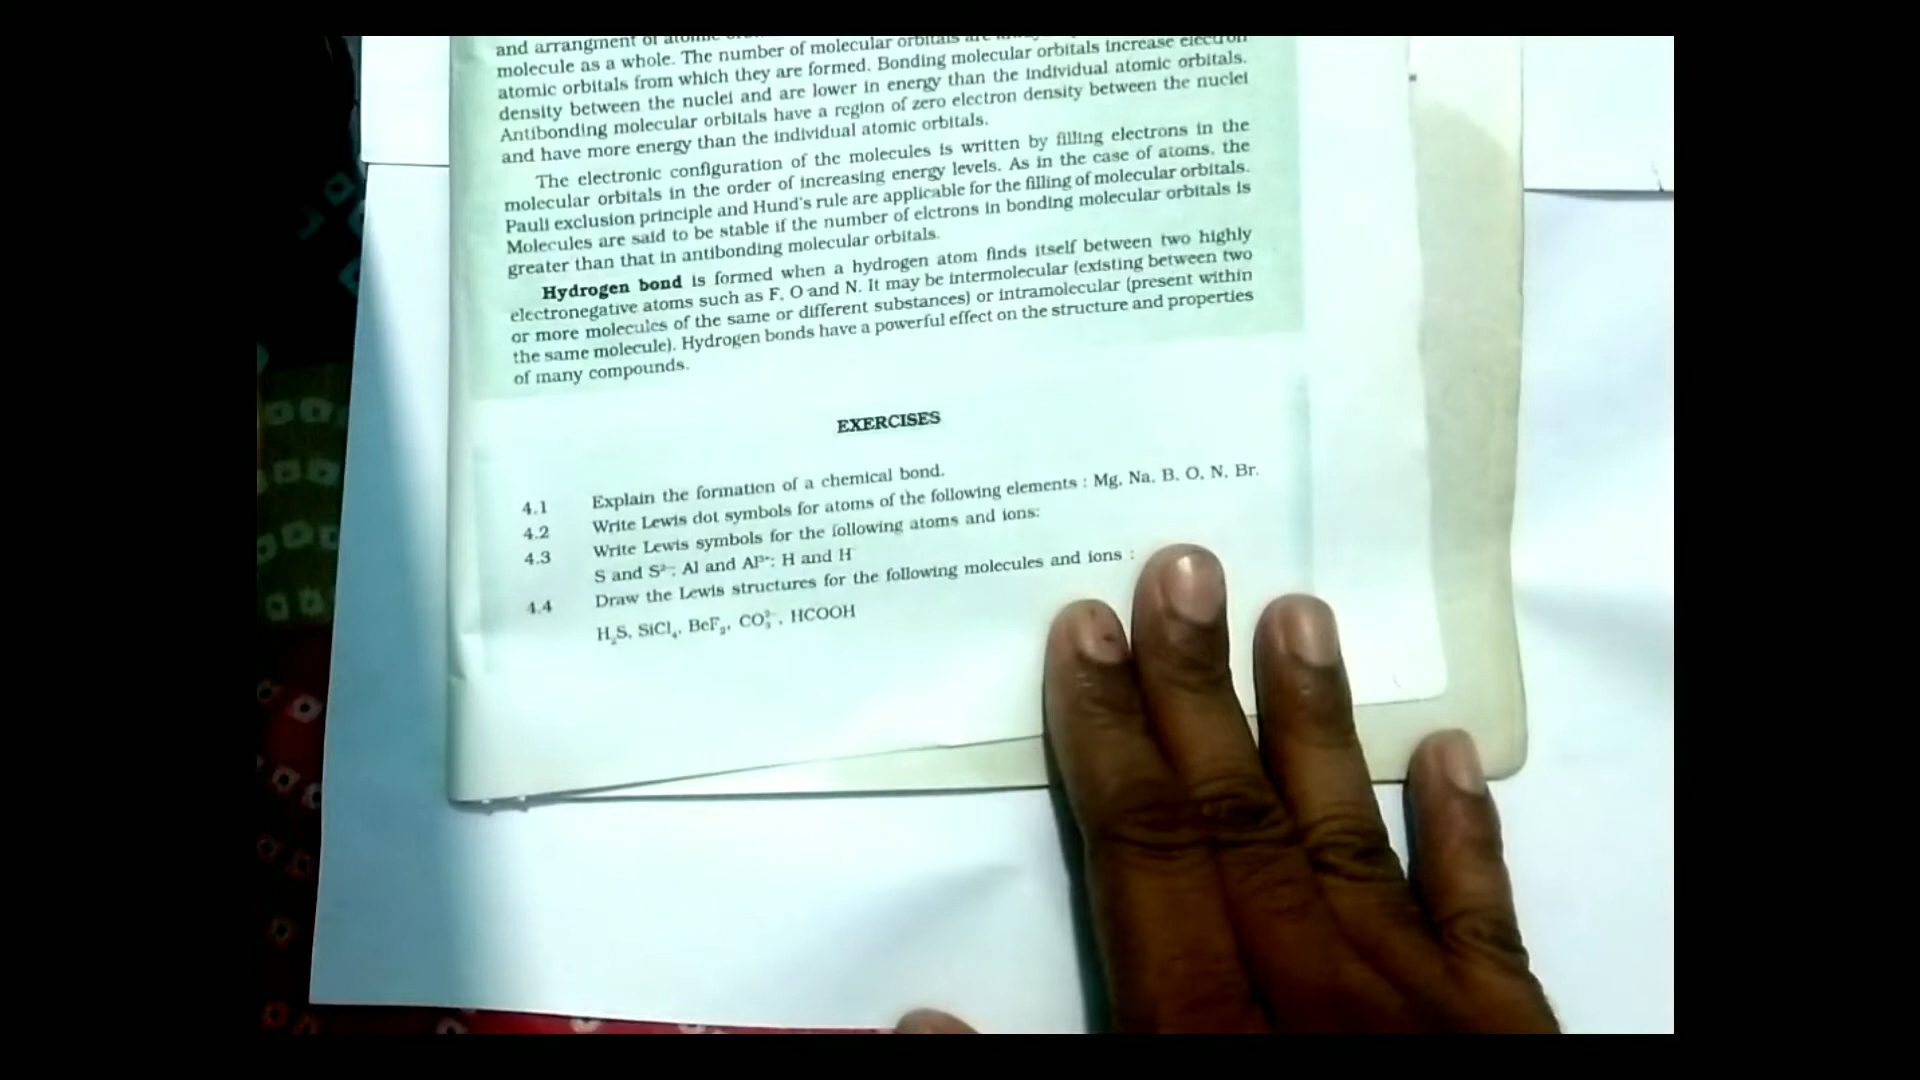 and arrangment of atomic
molecule as a whole. The number of molecular orbitals are
atomic orbitals from which they are formed. Bonding molecular orbitals increase electron
density between the nuclei and are lower in energy than the individual atomic orbitals.
Antibonding molecular orbitals have a region of zero electron density between the nuclei
and have more energy than the individual atomic orbitals.
The electronic configuration of the molecules is written by filling electrons in the
molecular orbitals in the order of increasing energy levels. As in the case of atoms, the
Pauli exclusion principle and Hund's rule are applicable for the filling of molecular orbitals.
Molecules are said to be stable if the number of elctrons in bonding molecular orbitals is
greater than that in antibonding molecular orbitals.
Hydrogen bond is formed when a hydrogen atom finds itself between two highly
electronegative atoms such as F, O and N. It may be intermolecular (existing between two
or more molecules of the same or different substances) or intramolecular (present within
the same molecule). Hydrogen bonds have a powerful effect on the structure and properties
of many compounds.
EXERCISES
4.1 Explain the formation of a chemical bond.
4.2 Write Lewis dot symbols for atoms of the following elements : Mg, Na, B, O, N, Br.
4.3 Write Lewis symbols for the following atoms and ions:
S and S²⁻; Al and Al³⁺; H and H⁻
4.4 Draw the Lewis structures for the following molecules and ions :
H₂S, SiCl₄, BeF₂, CO₃²⁻, HCOOH